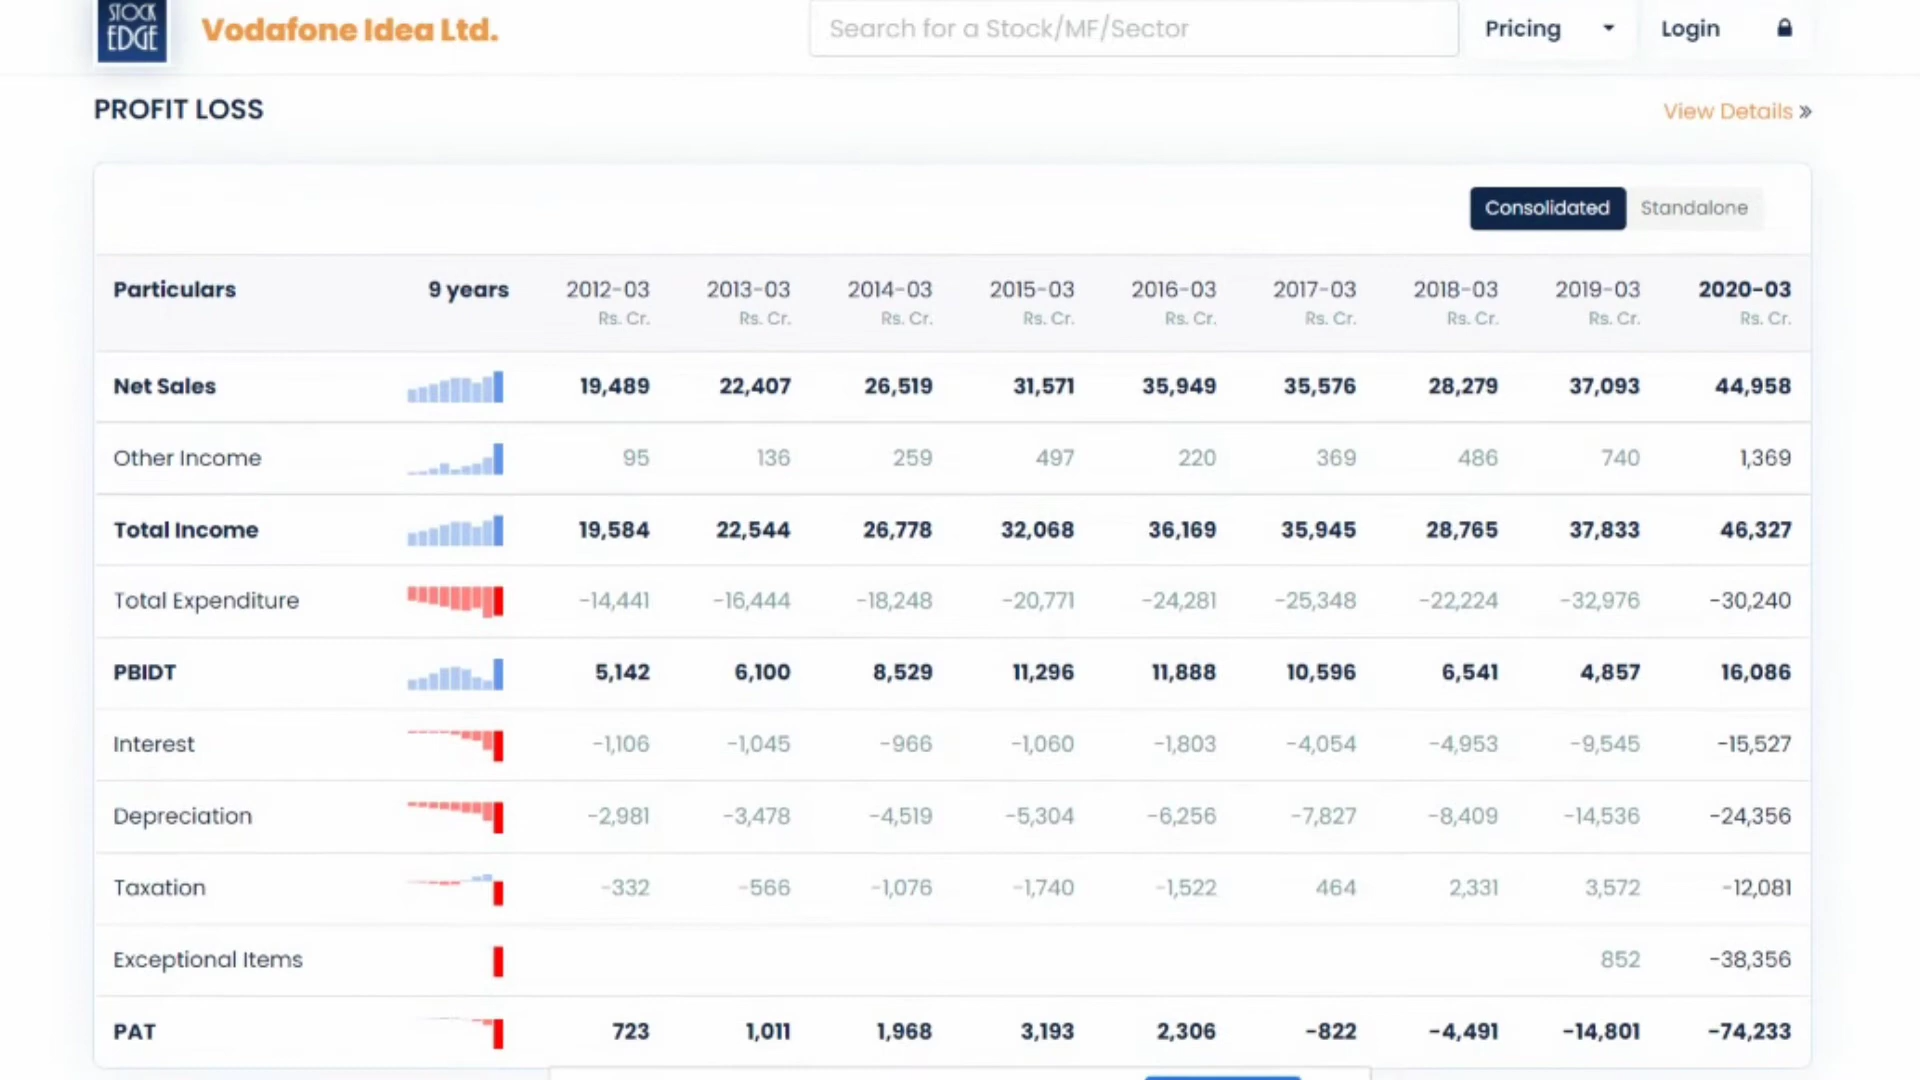 STOCK
EDGE
Vodafone Idea Ltd.
Search for a Stock/MF/Sector
Pricing
Login
PROFIT LOSS
View Details »
Consolidated Standalone
Particulars 9 years 2012-03 2013-03 2014-03 2015-03 2016-03 2017-03 2018-03 2019-03 2020-03
Rs. Cr. Rs. Cr. Rs. Cr. Rs. Cr. Rs. Cr. Rs. Cr. Rs. Cr. Rs. Cr. Rs. Cr.
Net Sales 19,489 22,407 26,519 31,571 35,949 35,576 28,279 37,093 44,958
Other Income 95 136 259 497 220 369 486 740 1,369
Total Income 19,584 22,544 26,778 32,068 36,169 35,945 28,765 37,833 46,327
Total Expenditure -14,441 -16,444 -18,248 -20,771 -24,281 -25,348 -22,224 -32,976 -30,240
PBIDT 5,142 6,100 8,529 11,296 11,888 10,596 6,541 4,857 16,086
Interest -1,106 -1,045 -966 -1,060 -1,803 -4,054 -4,953 -9,545 -15,527
Depreciation -2,981 -3,478 -4,519 -5,304 -6,256 -7,827 -8,409 -14,536 -24,356
Taxation -332 -566 -1,076 -1,740 -1,522 464 2,331 3,572 -12,081
Exceptional Items 852 -38,356
PAT 723 1,011 1,968 3,193 2,306 -822 -4,491 -14,801 -74,233